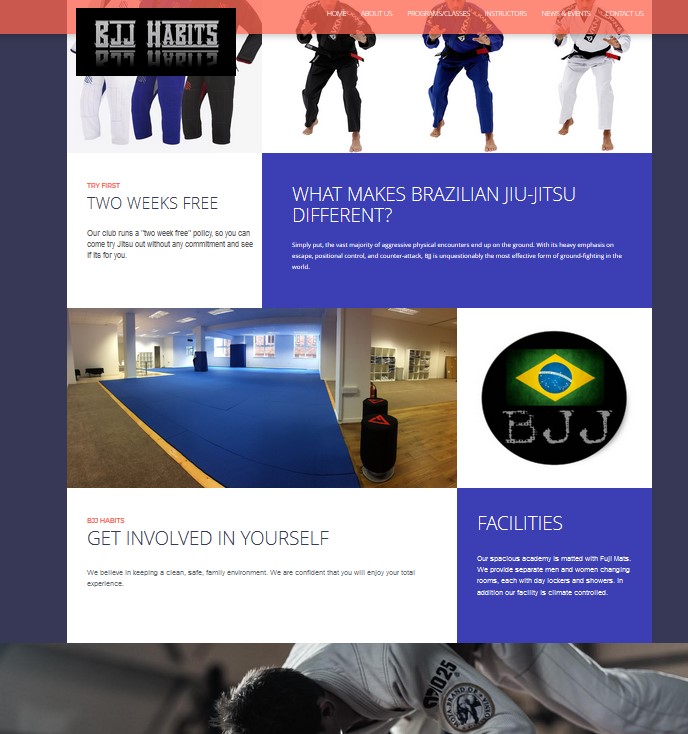 BJJ HABITS
HOME
ABOUT US
PROGRAMS/CLASSES
INSTRUCTORS
NEWS & EVENTS
CONTACT US
TRY FIRST
TWO WEEKS FREE
Our club runs a "two week free" policy, so you can
come try Jitsu out without any commitment and see
if its for you.
WHAT MAKES BRAZILIAN JIU-JITSU
DIFFERENT?
Simply put, the vast majority of aggressive physical encounters end up on the ground. With its heavy emphasis on
escape, positional control, and counter-attack, BJJ is unquestionably the most effective form of ground-fighting in the
world.
BJJ
BJJ HABITS
GET INVOLVED IN YOURSELF
We believe in keeping a clean, safe, family environment. We are confident that you will enjoy your total
experience.
FACILITIES
Our spacious academy is matted with Fuji Mats.
We provide separate men and women changing
rooms, each with day lockers and showers. In
addition our facility is climate controlled.